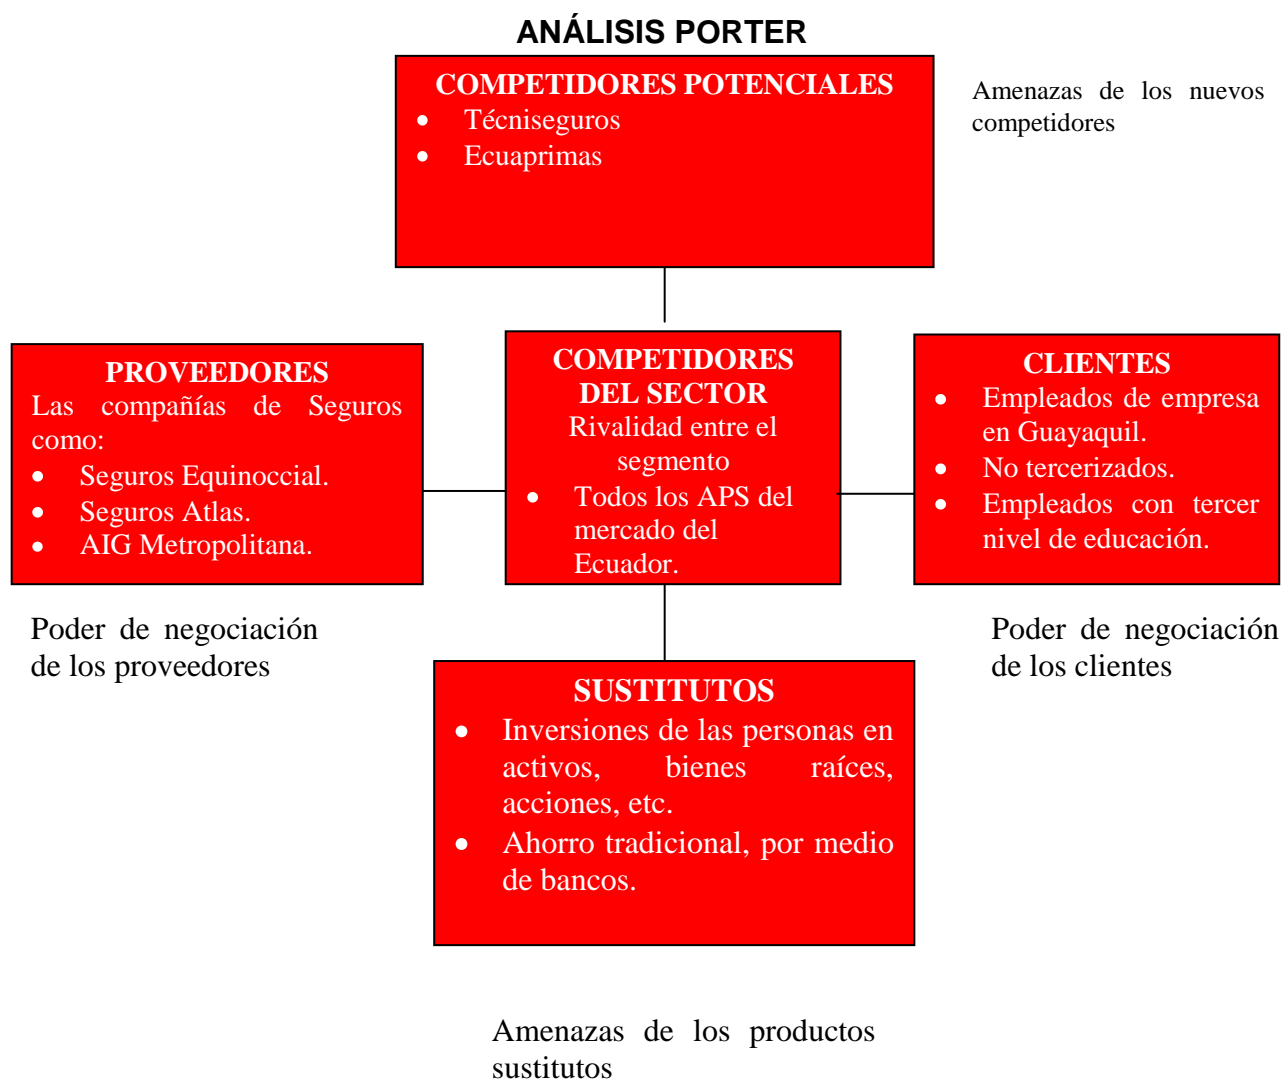 ANÁLISIS PORTER
COMPETIDORES POTENCIALES
• Técniseguros
• Ecuaprimas
Amenazas de los nuevos
competidores
PROVEEDORES
Las compañías de Seguros
como:
• Seguros Equinoccial.
• Seguros Atlas.
• AIG Metropolitana.
Poder de negociación
de los proveedores
COMPETIDORES
DEL SECTOR
Rivalidad entre el
segmento
• Todos los APS del
mercado del
Ecuador.
CLIENTES
• Empleados de empresa
en Guayaquil.
• No tercerizados.
• Empleados con tercer
nivel de educación.
Poder de negociación
de los clientes
SUSTITUTOS
• Inversiones de las personas en
activos, bienes raíces,
acciones, etc.
• Ahorro tradicional, por medio
de bancos.
Amenazas de los productos
sustitutos